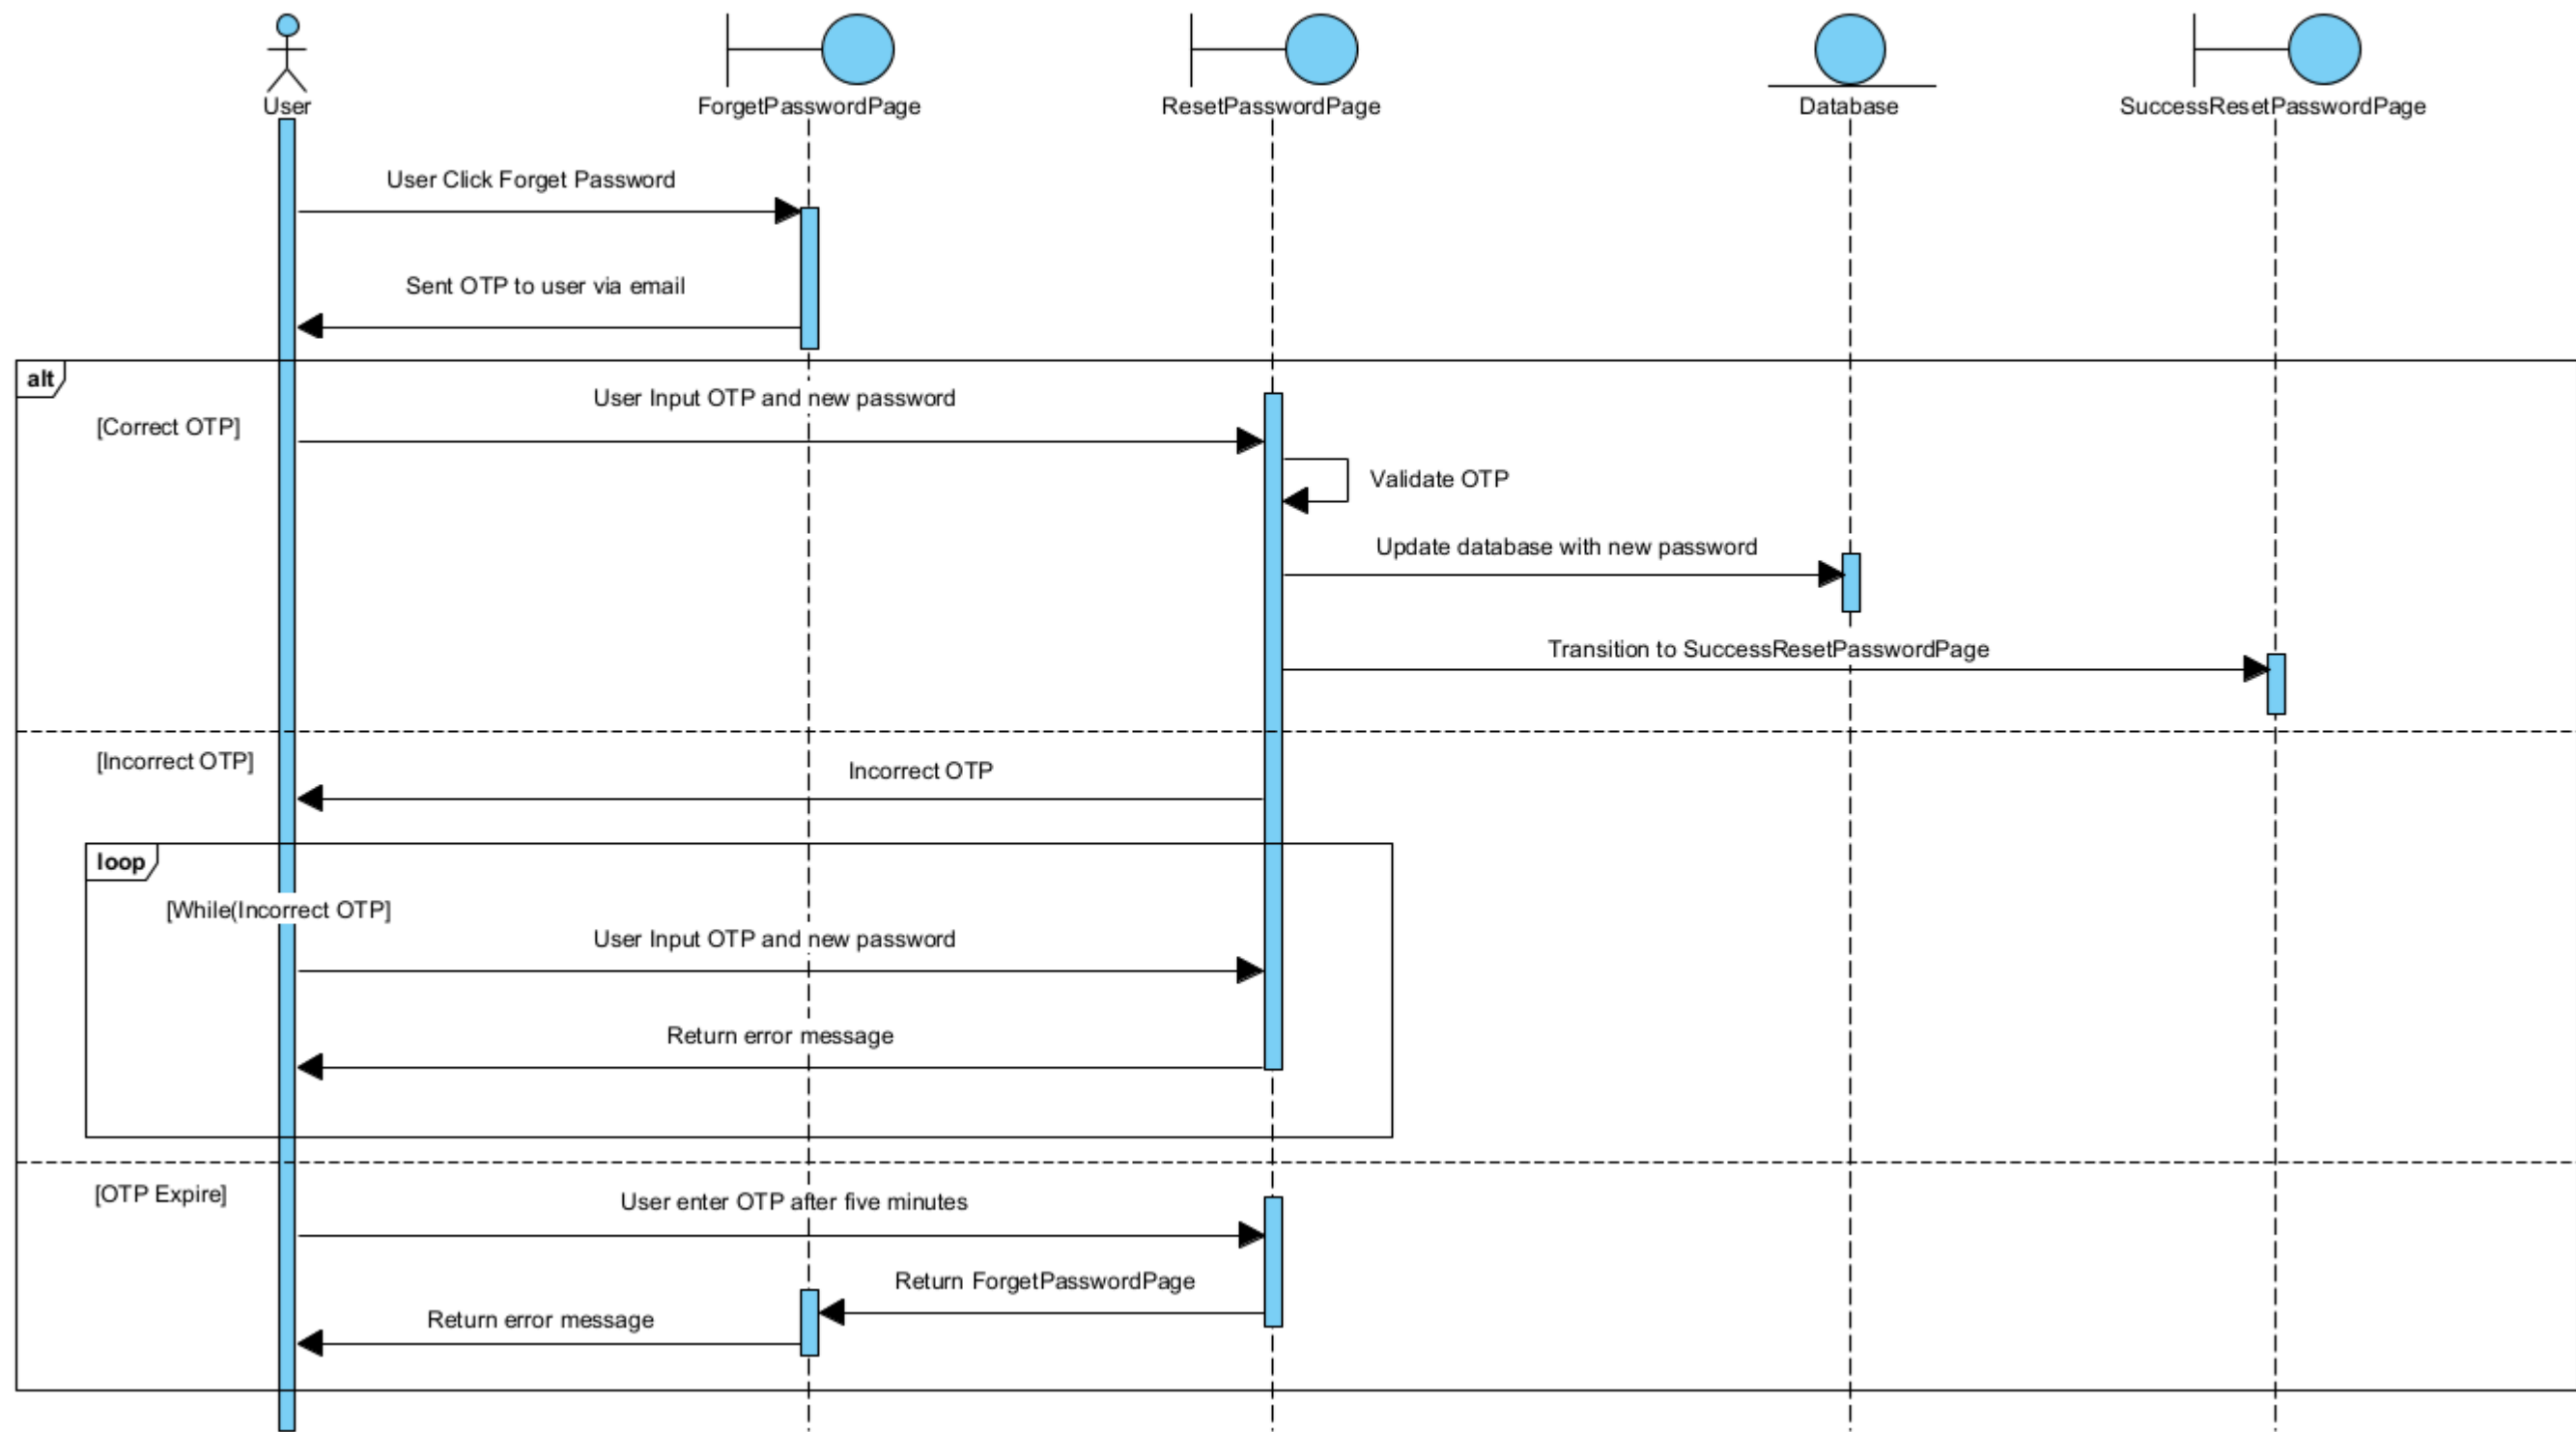 User
ForgetPasswordPage
ResetPasswordPage
Database
SuccessResetPasswordPage
User Click Forget Password
Sent OTP to user via email
alt
User Input OTP and new password
[Correct OTP]
Validate OTP
Update database with new password
Transition to SuccessResetPasswordPage
[Incorrect OTP]
Incorrect OTP
loop
[While(Incorrect OTP]
User Input OTP and new password
Return error message
[OTP Expire]
User enter OTP after five minutes
Return ForgetPasswordPage
Return error message